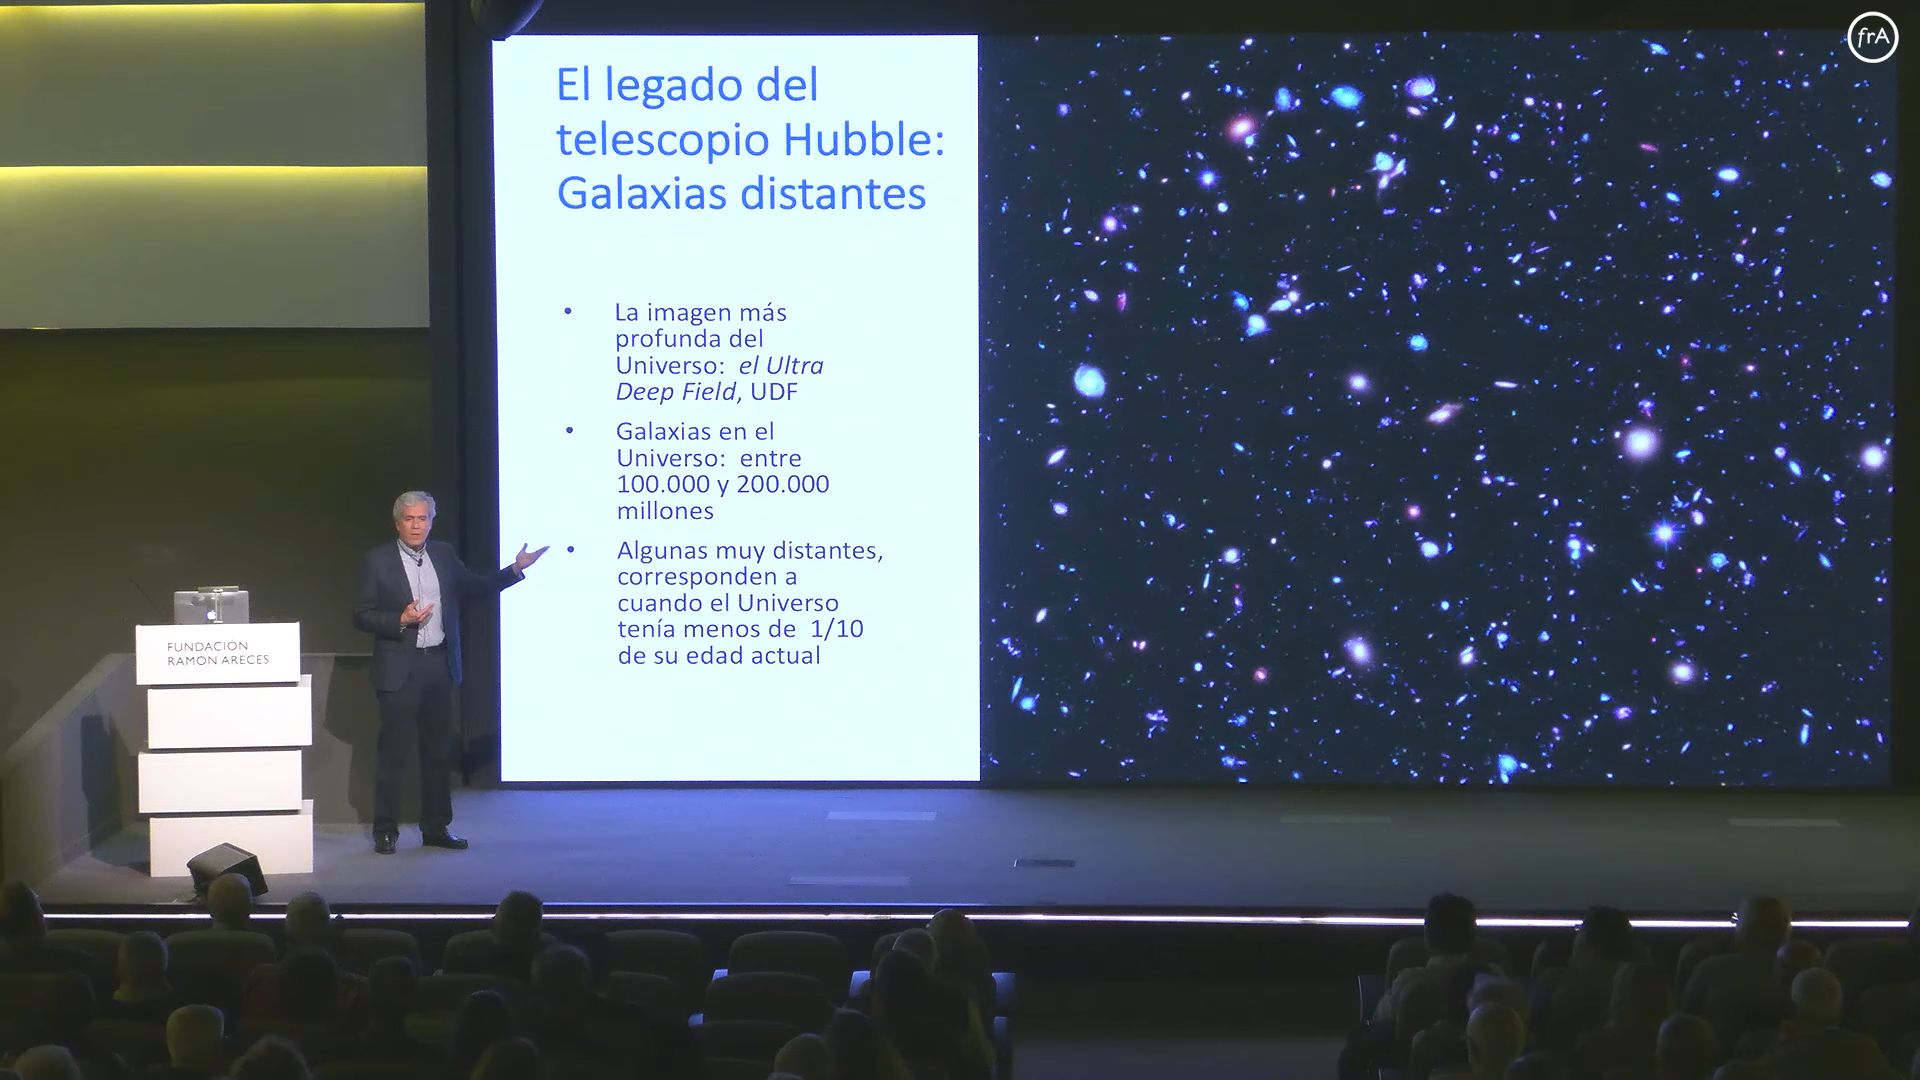 frA
El legado del
telescopio Hubble:
Galaxias distantes
• La imagen más
profunda del
Universo: el Ultra
Deep Field, UDF
• Galaxias en el
Universo: entre
100.000 y 200.000
millones
• Algunas muy distantes,
corresponden a
cuando el Universo
tenía menos de 1/10
de su edad actual
FUNDACIÓN
RAMÓN ARECES